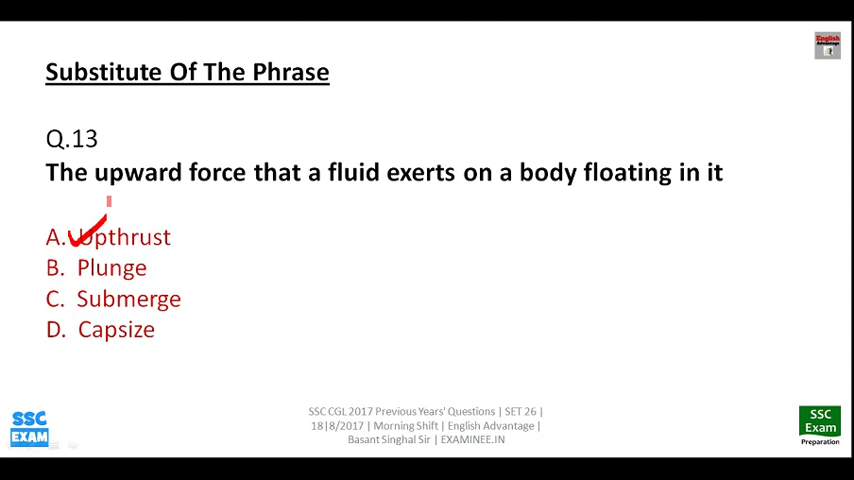 English
Advantage
Substitute Of The Phrase
Q.13
The upward force that a fluid exerts on a body floating in it
A. Upthrust
B. Plunge
C. Submerge
D. Capsize
SSC
EXAM
SSC CGL 2017 Previous Years' Questions | SET 26 |
18|8/2017 | Morning Shift | English Advantage |
Basant Singhal Sir | EXAMINEE.IN
SSC
Exam
Preparation